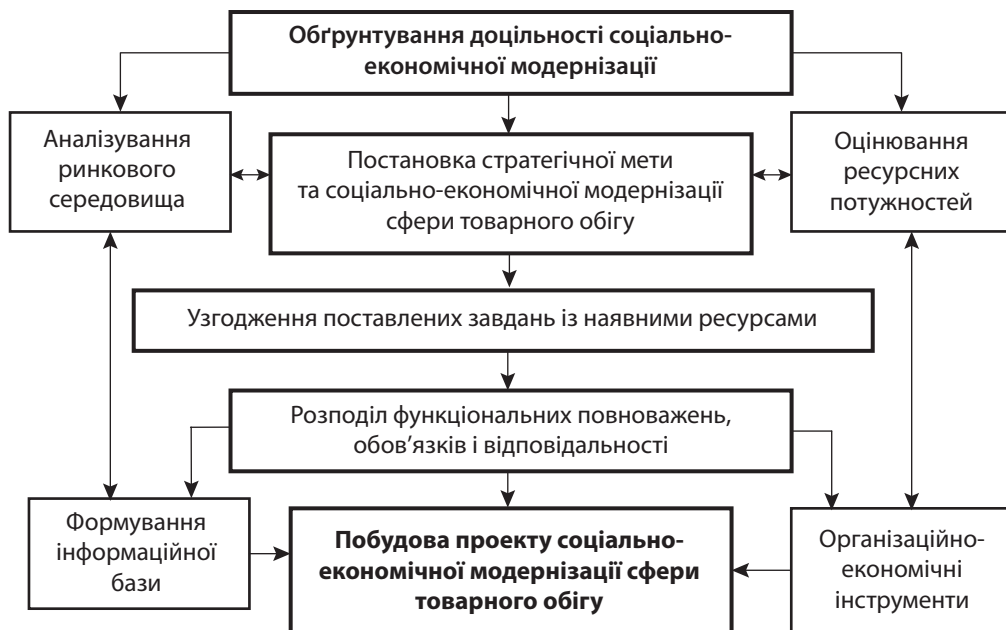 Обґрунтування доцільності соціально-
економічної модернізації
Аналізування
ринкового
середовища
Постановка стратегічної мети
та соціально-економічної модернізації
сфери товарного обігу
Оцінювання
ресурсних
потужностей
Узгодження поставлених завдань із наявними ресурсами
Розподіл функціональних повноважень,
обов’язків і відповідальності
Формування
інформаційної
бази
Побудова проекту соціально-
економічної модернізації сфери
товарного обігу
Організаційно-
економічні
інструменти